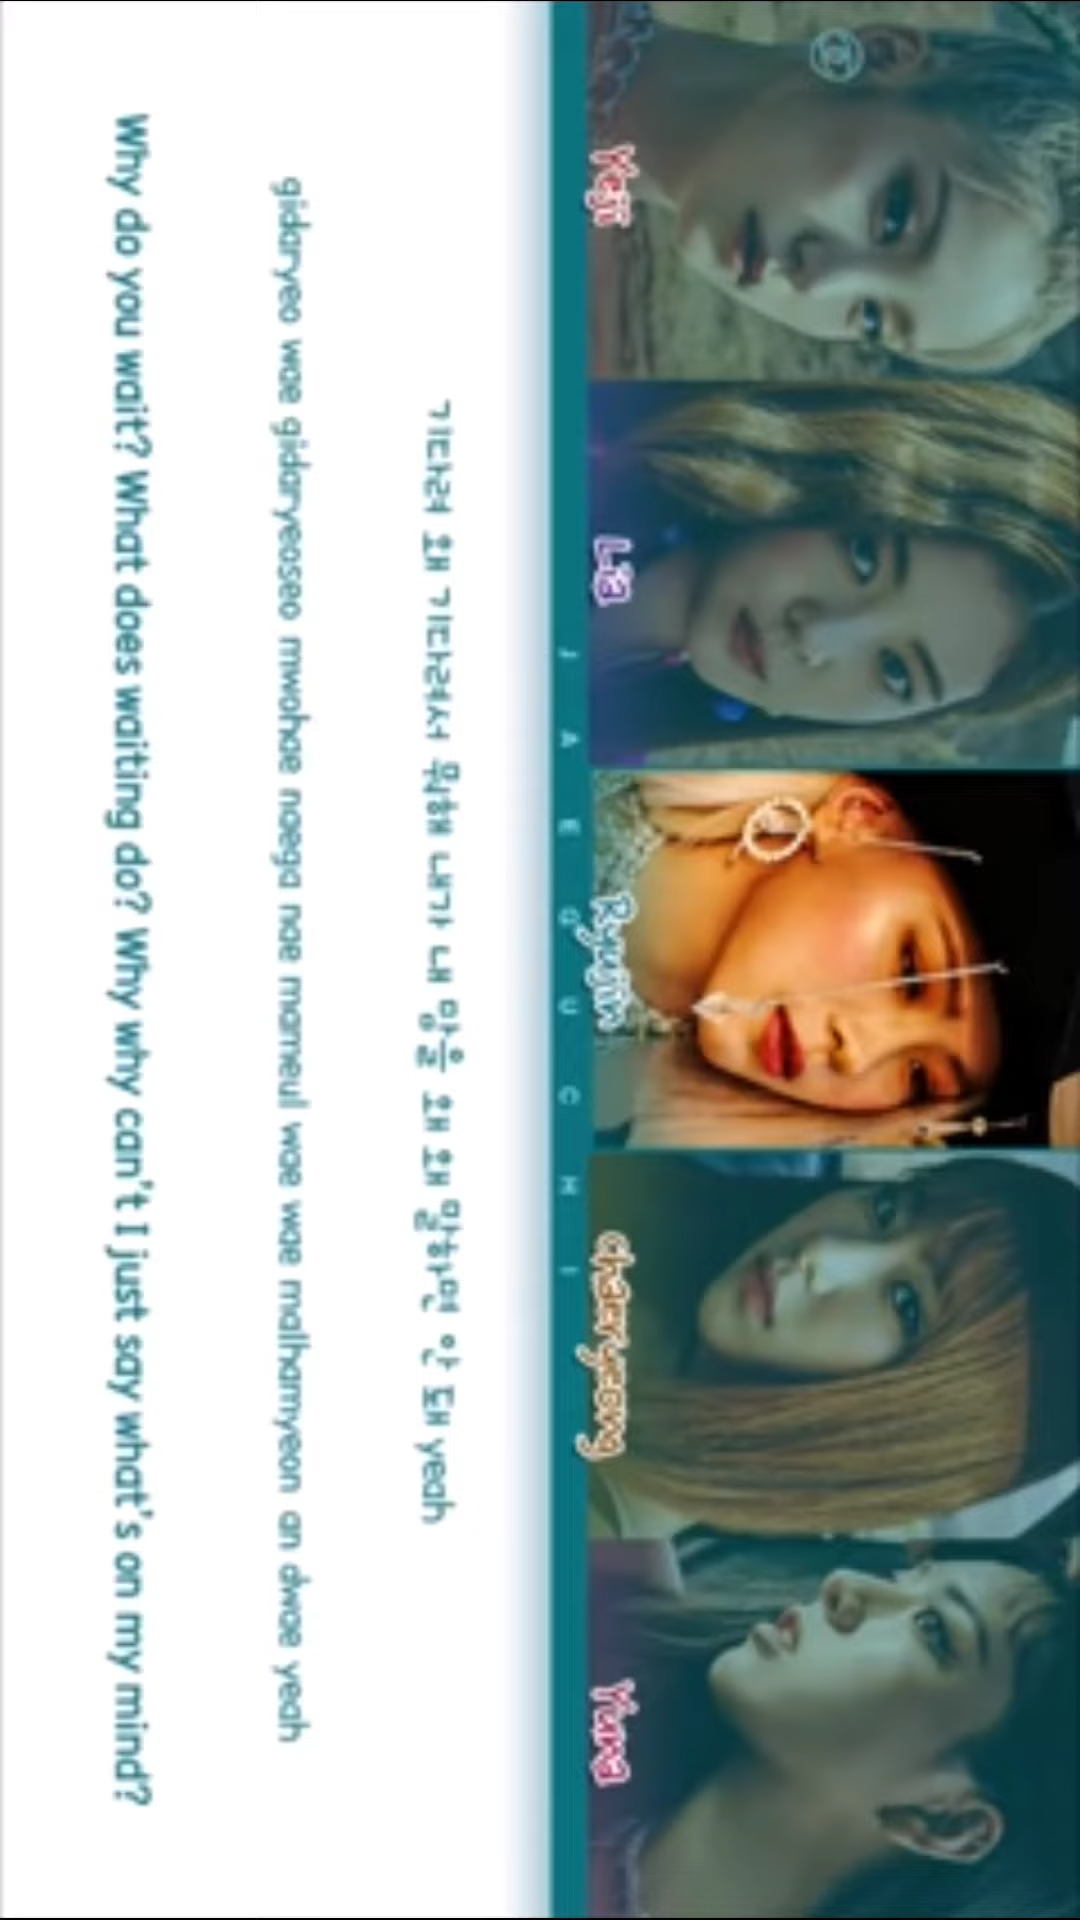 Yeji
Lia
Ryujin
Chaeryeong
Yuna
JAEGUCHI
기다려 왜 기다려서 뭐해 내가 내 맘을 왜 왜 말하면 안 돼 yeah
gidaryeo wae gidaryeoseo mwohae naega nae mameul wae wae malhamyeon an dwae yeah
Why do you wait? What does waiting do? Why why can't I just say what's on my mind?